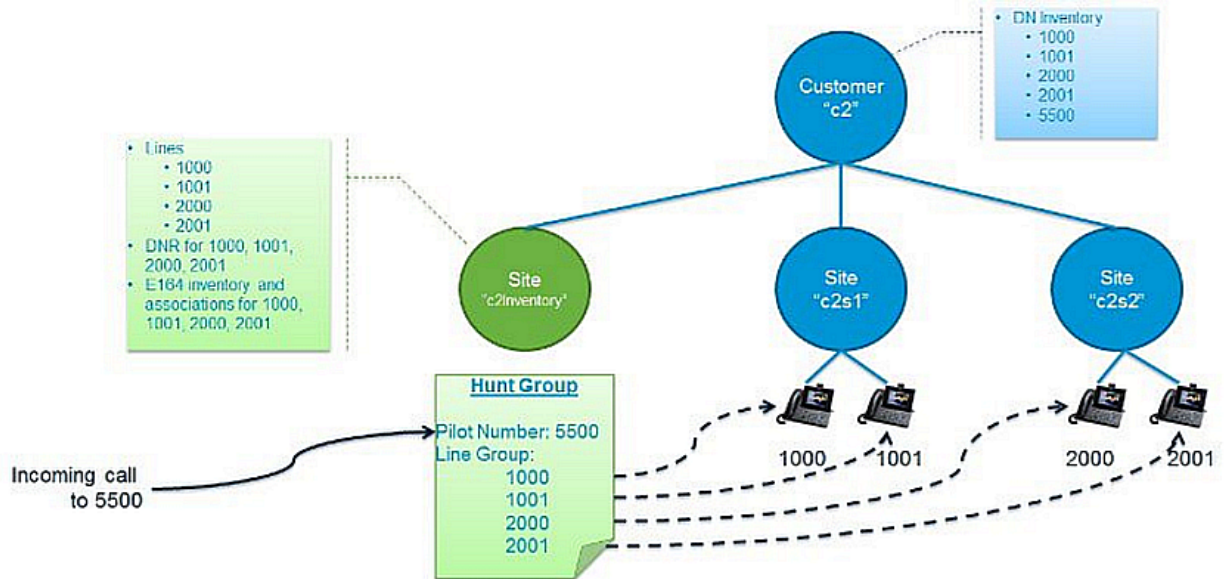 • DN Inventory
• 1000
• 1001
• 2000
• 2001
• 5500
Customer
"c2"
• Lines
• 1000
• 1001
• 2000
• 2001
• DNR for 1000, 1001,
2000, 2001
• E164 inventory and
associations for 1000,
1001, 2000, 2001
Site
"c2Inventory"
Site
"c2s1"
Site
"c2s2"
Hunt Group
Pilot Number: 5500
Line Group:
1000
1001
2000
2001
Incoming call
to 5500
1000
1001
2000
2001